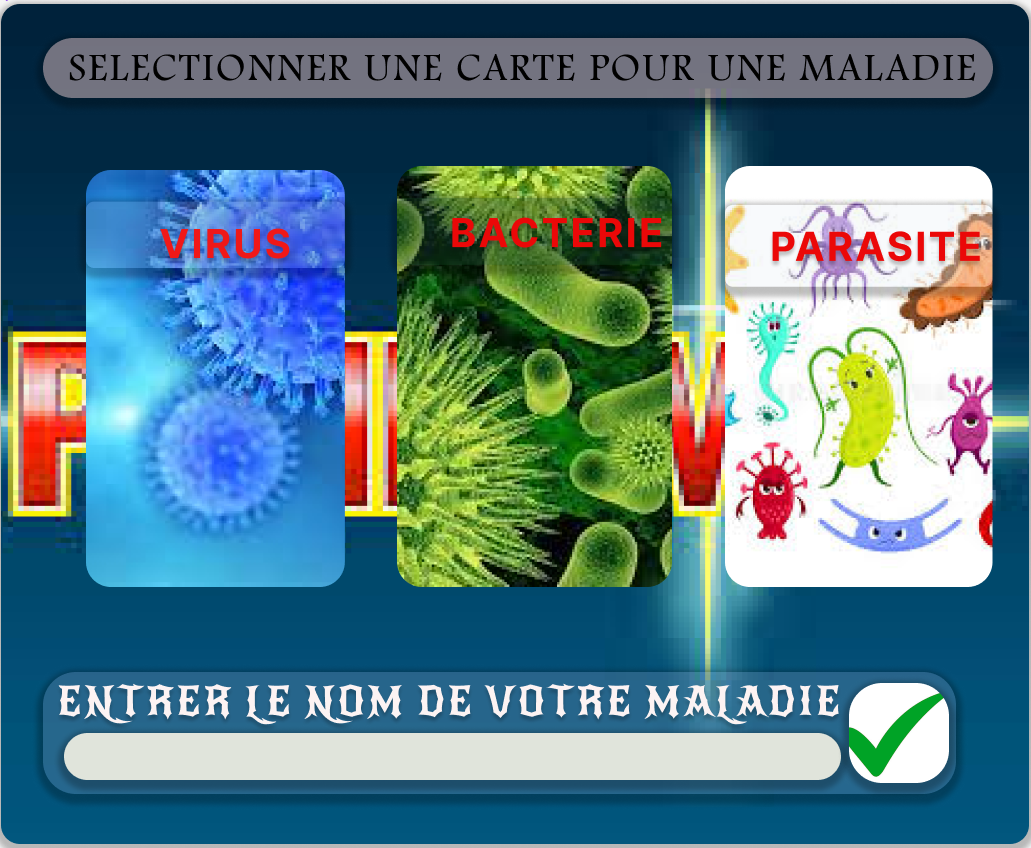 SELECTIONNER UNE CARTE POUR UNE MALADIE
VIRUS
BACTERIE
PARASITE
ENTRER LE NOM DE VOTRE MALADIE